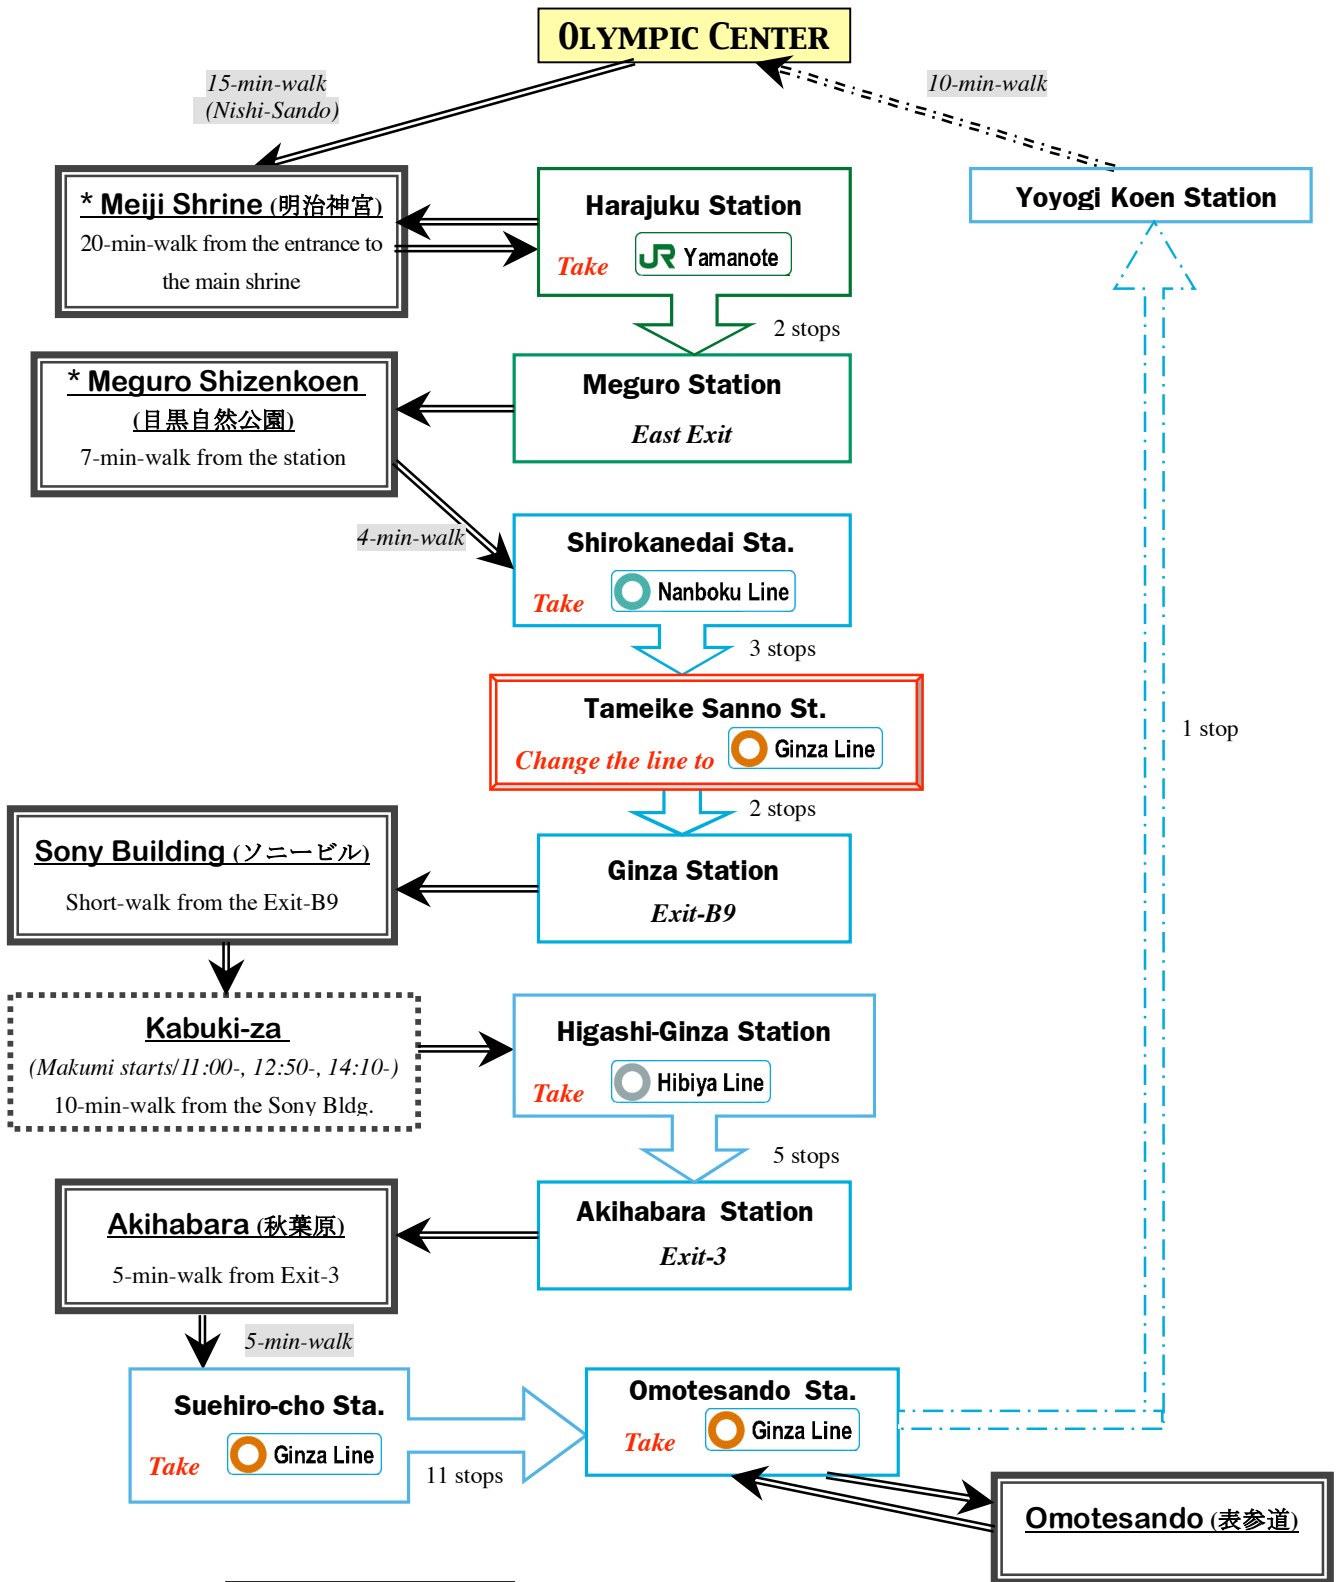 OLYMPIC CENTER
15-min-walk
(Nishi-Sando)
10-min-walk
* Meiji Shrine (明治神宮)
20-min-walk from the entrance to
the main shrine
Harajuku Station
Take JR Yamanote
Yoyogi Koen Station
2 stops
* Meguro Shizenkoen
(目黒自然公園)
7-min-walk from the station
Meguro Station
East Exit
4-min-walk
Shirokanedai Sta.
Take Nanboku Line
3 stops
Tameike Sanno St.
Change the line to Ginza Line
1 stop
2 stops
Sony Building (ソニービル)
Short-walk from the Exit-B9
Ginza Station
Exit-B9
Kabuki-za
(Makumi starts/11:00-, 12:50-, 14:10-)
10-min-walk from the Sony Bldg.
Higashi-Ginza Station
Take Hibiya Line
5 stops
Akihabara (秋葉原)
5-min-walk from Exit-3
Akihabara Station
Exit-3
5-min-walk
Suehiro-cho Sta.
Take Ginza Line
11 stops
Omotesando Sta.
Take Ginza Line
Omotesando (表参道)